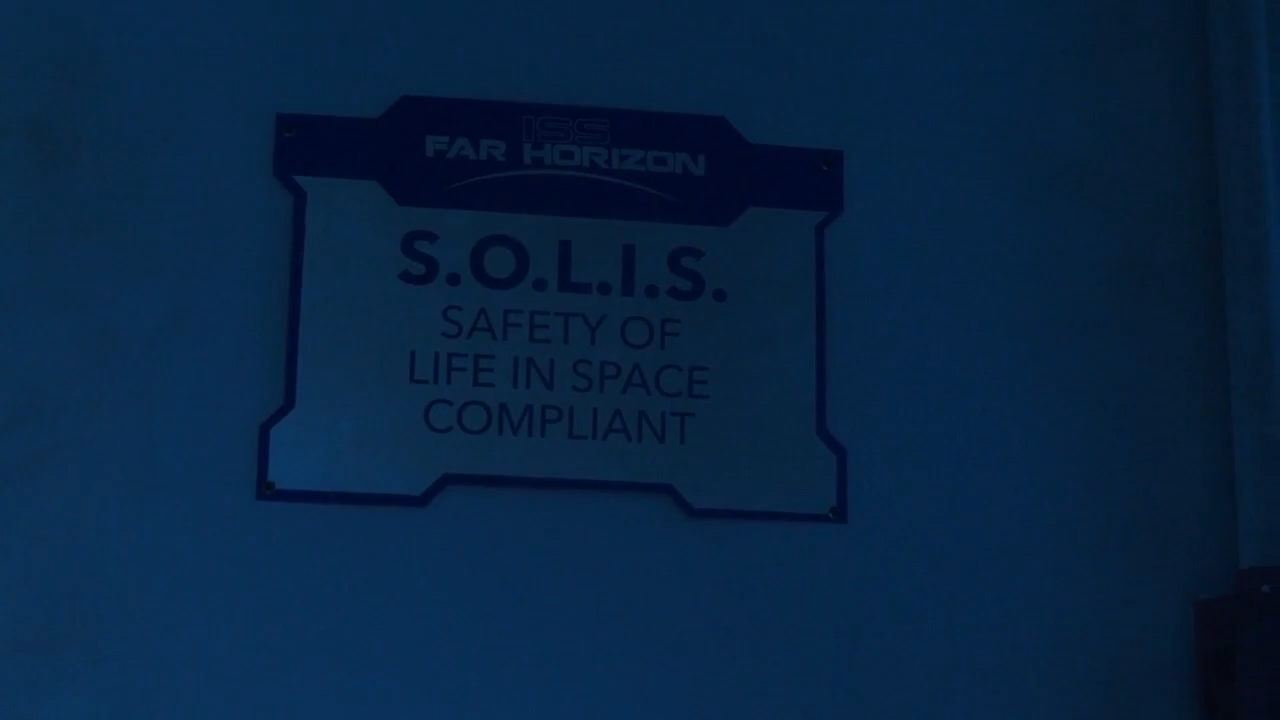 ISS
FAR HORIZON
S.O.L.I.S.
SAFETY OF
LIFE IN SPACE
COMPLIANT